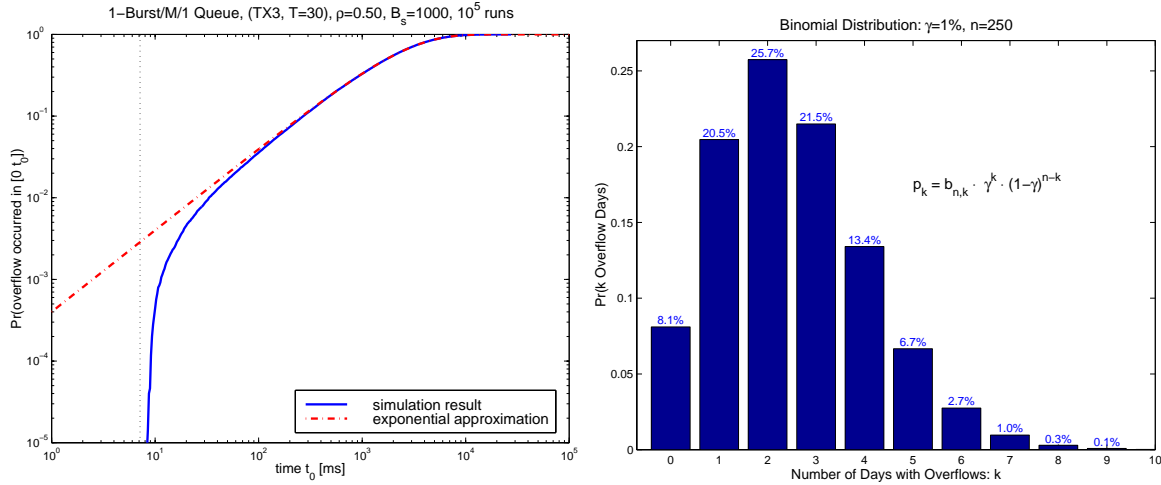 1−Burst/M/1 Queue, (TX3, T=30), ρ=0.50, B_s=1000, 10^5 runs
Pr(overflow occurred in [0 t_0])
10^0
10^−1
10^−2
10^−3
10^−4
10^−5
simulation result
exponential approximation
10^0 10^1 10^2 10^3 10^4 10^5
time t_0 [ms]
Binomial Distribution: γ=1%, n=250
Pr(k Overflow Days)
0.25
0.2
0.15
0.1
0.05
0
8.1%
20.5%
25.7%
21.5%
13.4%
6.7%
2.7%
1.0%
0.3%
0.1%
p_k = b_{n,k} · γ^k · (1−γ)^{n−k}
0 1 2 3 4 5 6 7 8 9 10
Number of Days with Overflows: k